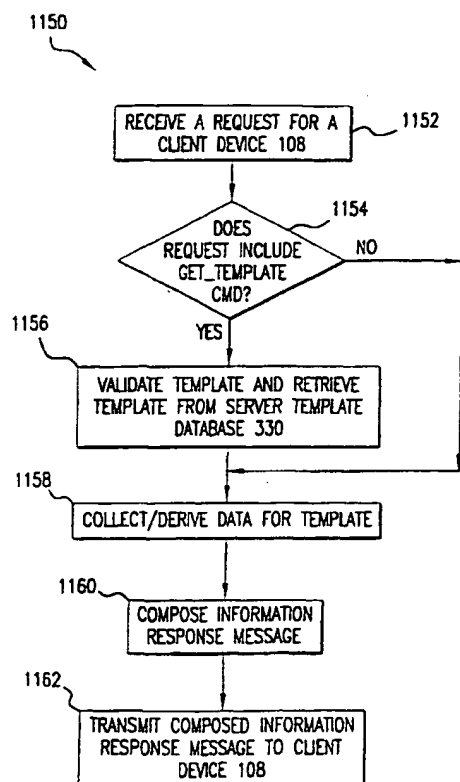 1150
RECEIVE A REQUEST FOR A
CLIENT DEVICE 108
1152
1154
DOES
REQUEST INCLUDE
GET_TEMPLATE
CMD?
NO
YES
1156
VALIDATE TEMPLATE AND RETRIEVE
TEMPLATE FROM SERVER TEMPLATE
DATABASE 330
1158
COLLECT/DERIVE DATA FOR TEMPLATE
1160
COMPOSE INFORMATION
RESPONSE MESSAGE
1162
TRANSMIT COMPOSED INFORMATION
RESPONSE MESSAGE TO CLIENT
DEVICE 108